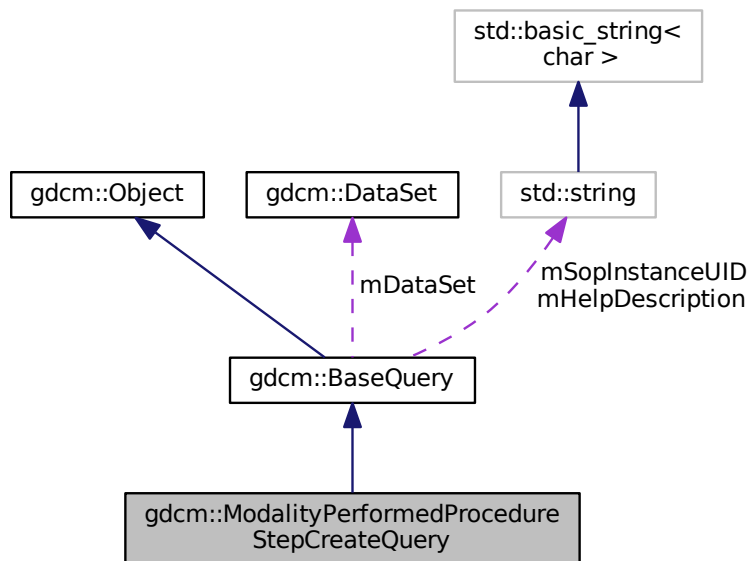 std::basic_string<
char >
gdcm::Object
gdcm::DataSet
std::string
mDataSet
mSopInstanceUID
mHelpDescription
gdcm::BaseQuery
gdcm::ModalityPerformedProcedure
StepCreateQuery